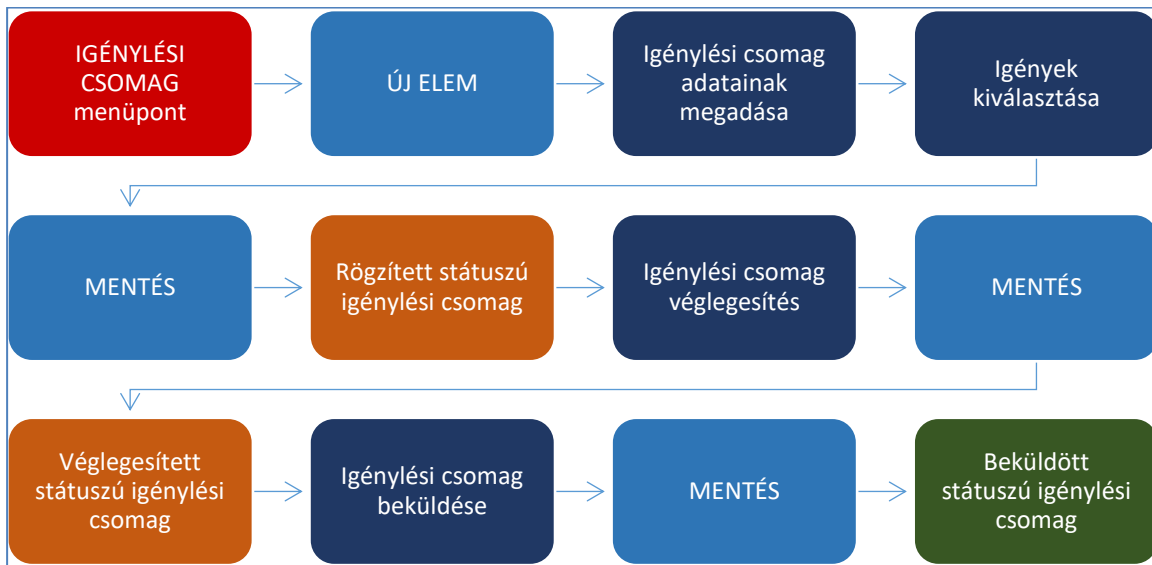 IGÉNYLÉSI
CSOMAG
menüpont
ÚJ ELEM
Igénylési csomag
adatainak
megadása
Igények
kiválasztása
MENTÉS
Rögzített státuszú
igénylési csomag
Igénylési csomag
véglegesítés
MENTÉS
Véglegesített
státuszú igénylési
csomag
Igénylési csomag
beküldése
MENTÉS
Beküldött
státuszú igénylési
csomag